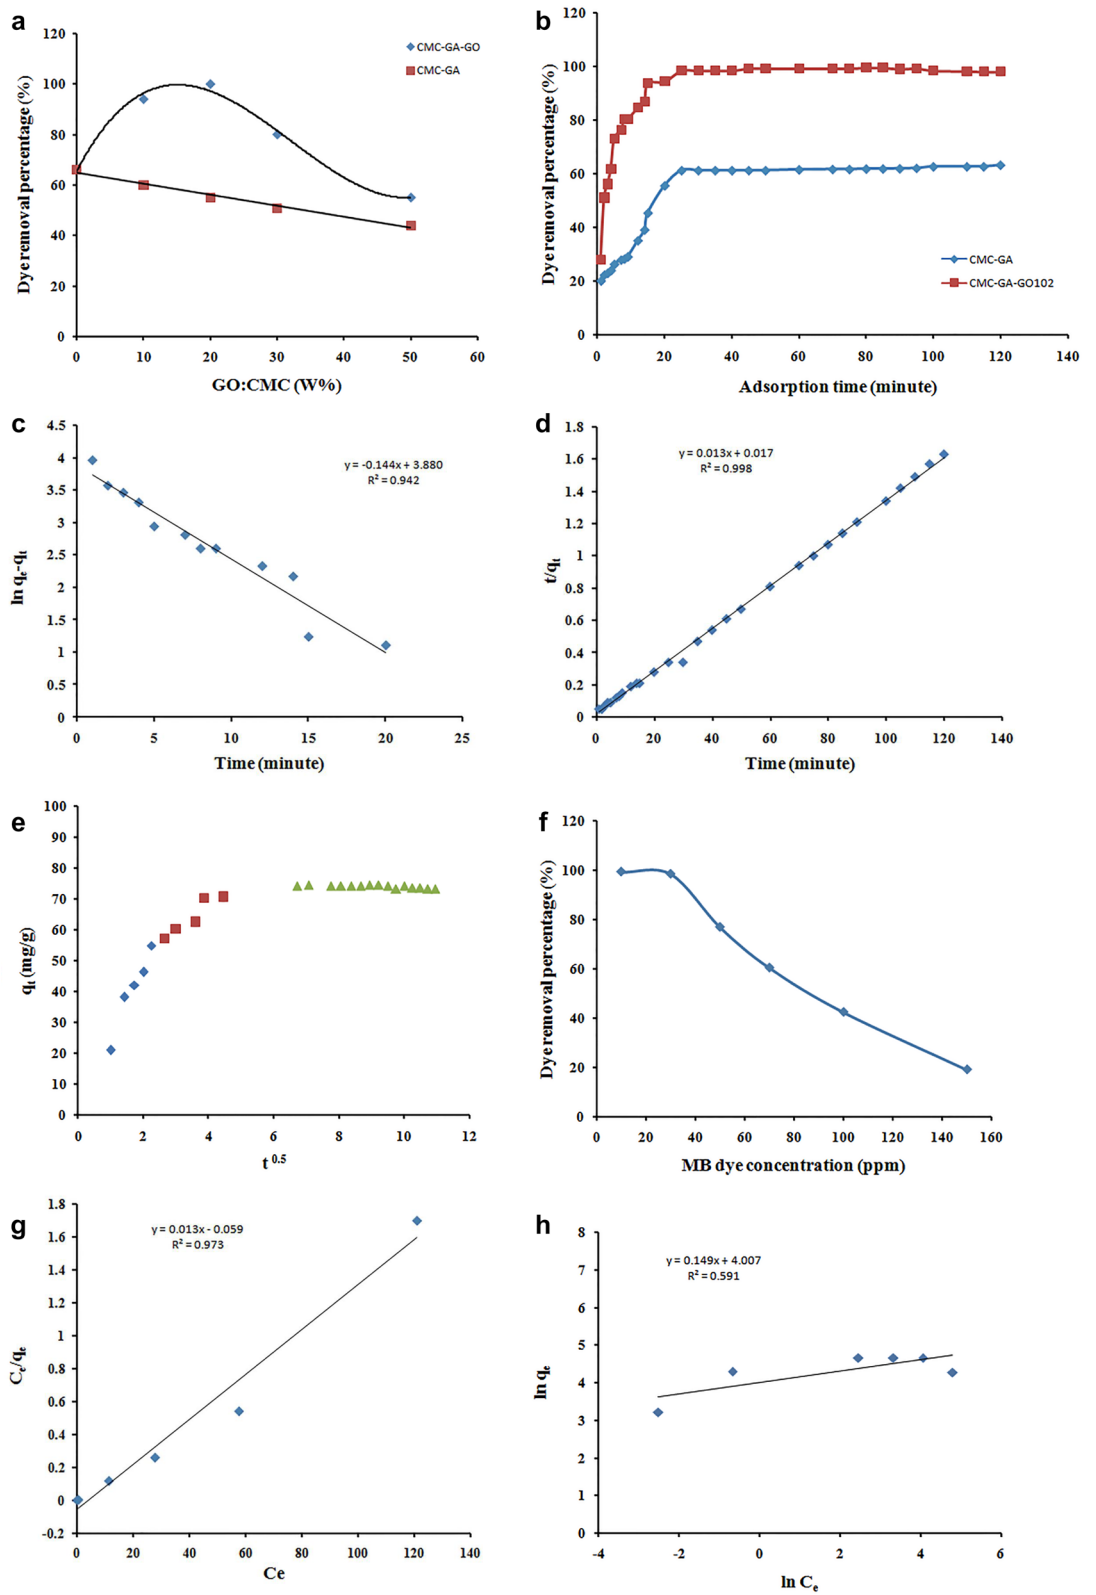 a
Dye removal percentage (%)
120
100
80
60
40
20
0
0 10 20 30 40 50 60
GO:CMC (W%)
CMC-GA-GO
CMC-GA
b
Dye removal percentage (%)
120
100
80
60
40
20
0
0 20 40 60 80 100 120 140
Adsorption time (minute)
CMC-GA
CMC-GA-GO102
c
ln qe-qt
4.5
4
3.5
3
2.5
2
1.5
1
0.5
0
0 5 10 15 20 25
Time (minute)
y = -0.144x + 3.880
R² = 0.942
d
t/qt
1.8
1.6
1.4
1.2
1
0.8
0.6
0.4
0.2
0
0 20 40 60 80 100 120 140
Time (minute)
y = 0.013x + 0.017
R² = 0.998
e
qt (mg/g)
100
90
80
70
60
50
40
30
20
10
0
0 2 4 6 8 10 12
t 0.5
f
Dye removal percentage (%)
120
100
80
60
40
20
0
0 20 40 60 80 100 120 140 160
MB dye concentration (ppm)
g
Ce/qe
1.8
1.6
1.4
1.2
1
0.8
0.6
0.4
0.2
0
-0.2
0 20 40 60 80 100 120 140
Ce
y = 0.013x - 0.059
R² = 0.973
h
ln qe
8
7
6
5
4
3
2
1
0
-4 -2 0 2 4 6
ln Ce
y = 0.149x + 4.007
R² = 0.591